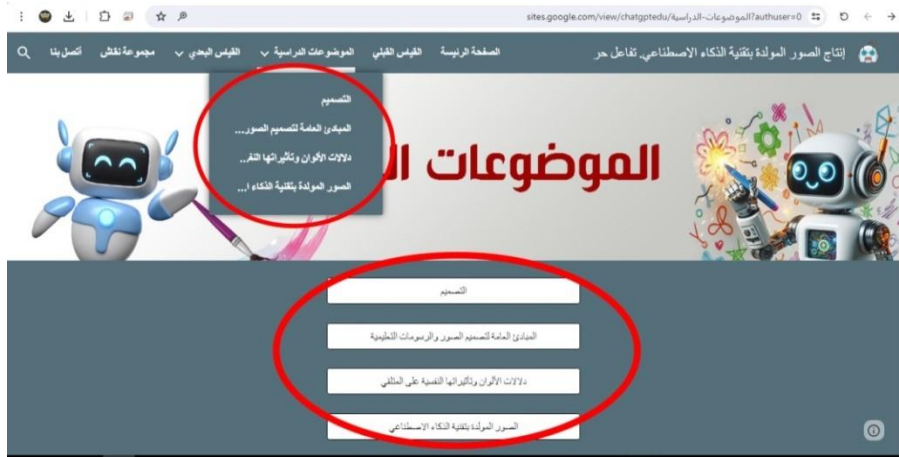 sites.google.com/view/chatgptedu/الموضوعات-الدراسية?authuser=0
إنتاج الصور المولدة بتقنية الذكاء الاصطناعي. تفاعل حر
الصفحة الرئيسة
القياس القبلي
الموضوعات الدراسية
القياس البعدي
مجموعة نقاش
أتصل بنا
التصميم
المبادئ العامة لتصميم الصور...
دلالات الألوان وتأثيراتها النف...
الصور المولدة بتقنية الذكاء ا...
الموضوعات ال
التصميم
المبادئ العامة لتصميم الصور والرسومات التعليمية
دلالات الألوان وتأثيراتها النفسية على المتلقي
الصور المولدة بتقنية الذكاء الاصطناعي